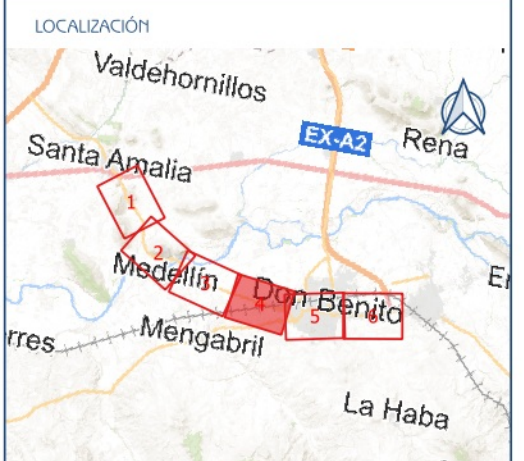 LOCALIZACIÓN
Valdehornillos
EX-A2
Rena
Santa Amalia
1
2
Medellín
3
Don Benito
4
5
6
Er
rres
Mengabril
La Haba